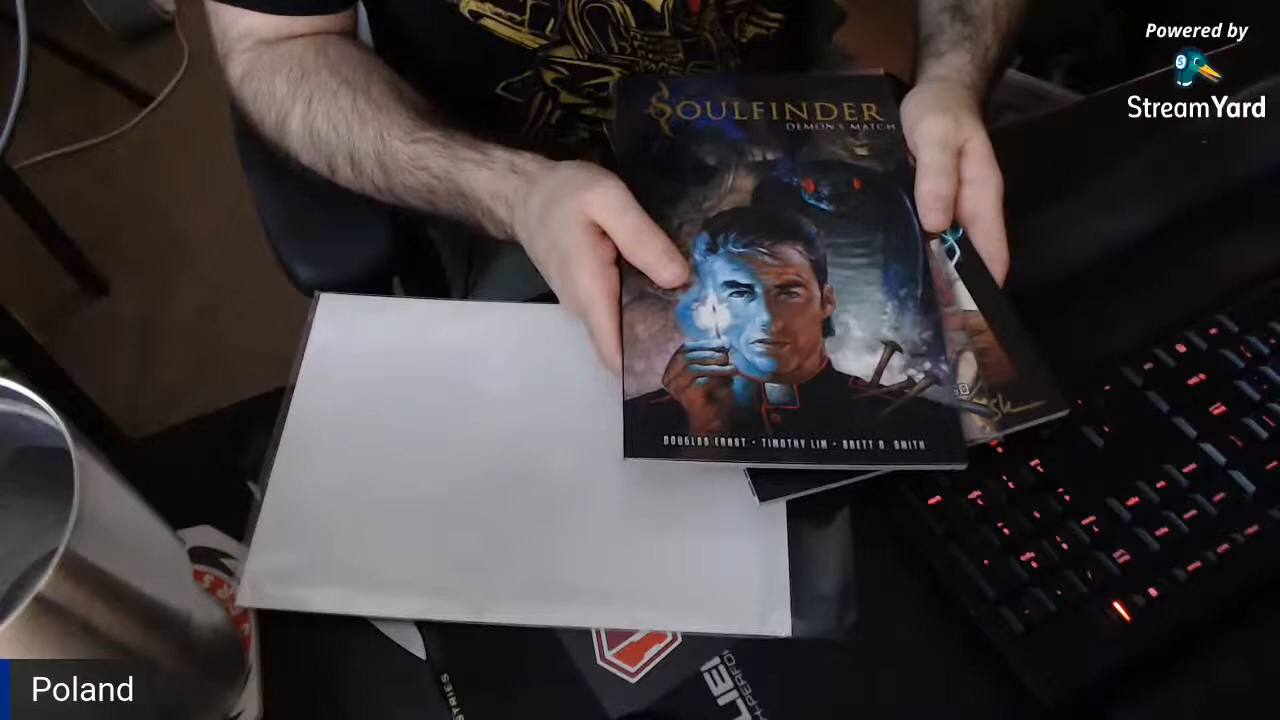 Powered by
StreamYard
SOULFINDER
DEMON'S MATCH
DOUGLAS ERNST • TIMOTHY LIM • BRETT R. SMITH
Poland